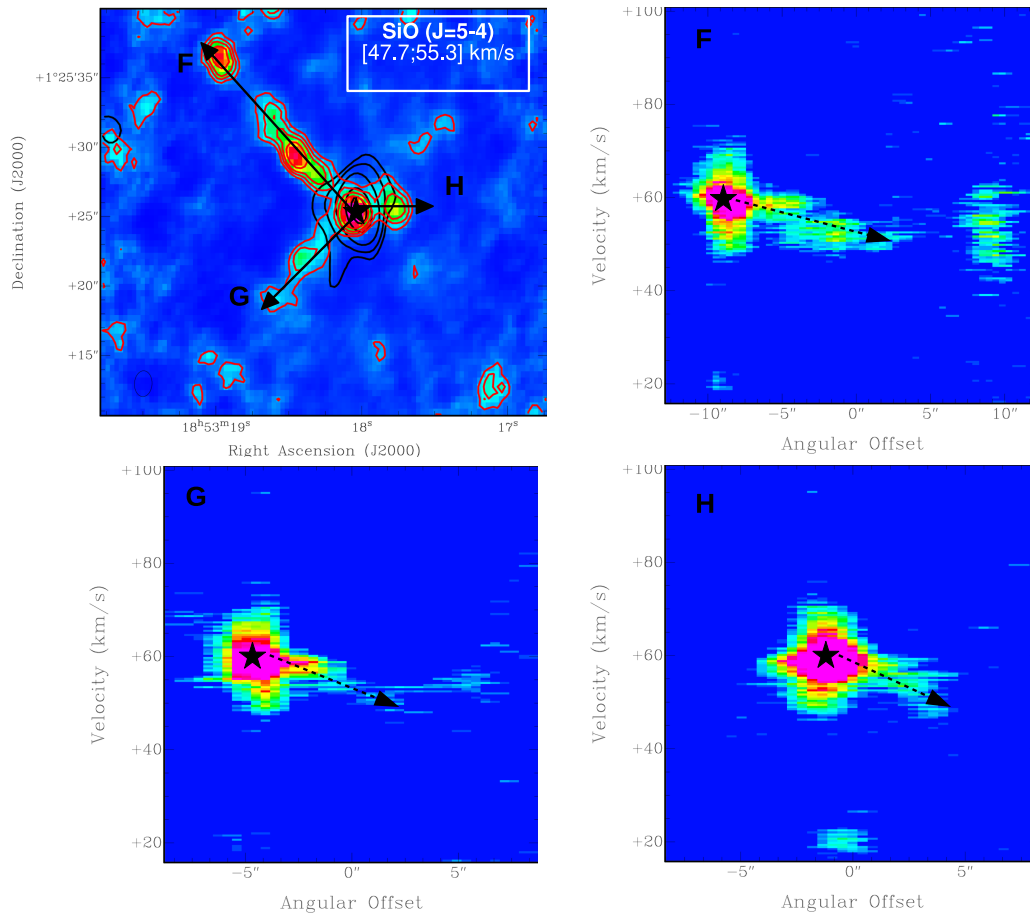 SiO (J=5-4)
[47.7;55.3] km/s
F
H
G
+1°25'35"
+30"
+25"
+20"
+15"
Declination (J2000)
18h53m19s
18s
17s
Right Ascension (J2000)
F
+100
+80
+60
+40
+20
Velocity (km/s)
-10"
-5"
0"
5"
10"
Angular Offset
G
+100
+80
+60
+40
+20
Velocity (km/s)
-5"
0"
5"
Angular Offset
H
+100
+80
+60
+40
+20
Velocity (km/s)
-5"
0"
5"
Angular Offset